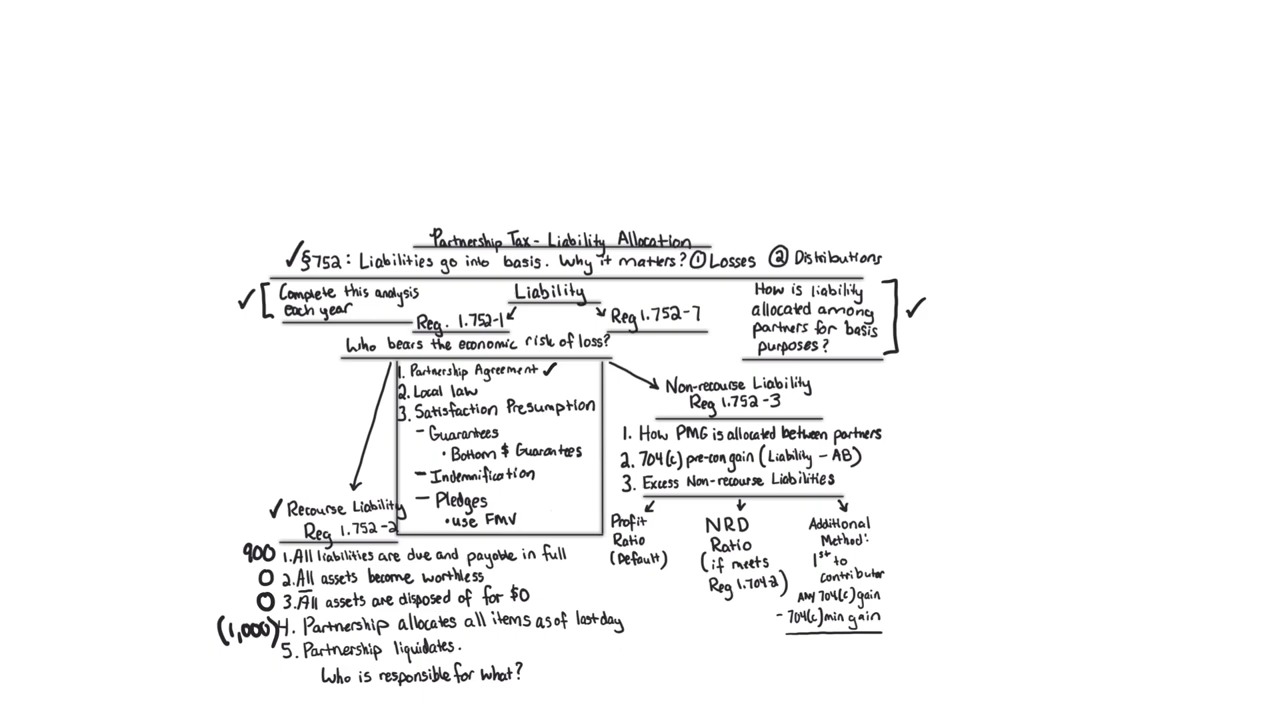 Partnership Tax - Liability Allocation
✓ §752: Liabilities go into basis. Why it matters? ① Losses ② Distributions
✓ [ Complete this analysis
each year
Liability
Reg. 1.752-1
Reg 1.752-7
How is liability
allocated among
partners for basis
purposes? ] ✓
Who bears the economic risk of loss?
1. Partnership Agreement ✓
2. Local law
3. Satisfaction Presumption
- Guarantees
• Bottom $ Guarantees
- Indemnification
- Pledges
• use FMV
Non-recourse Liability
Reg 1.752-3
1. How PMG is allocated between partners
2. 704(c) pre-con gain (Liability - AB)
3. Excess Non-recourse Liabilities
Profit
Ratio
(Default)
NRD
Ratio
(if meets
Reg 1.704-2)
Additional
Method:
1st to
contributor
any 704(c) gain
- 704(c) min gain
✓ Recourse Liability
Reg 1.752-2
900 1. All liabilities are due and payable in full
0 2. All assets become worthless
0 3. All assets are disposed of for $0
(1,000) 4. Partnership allocates all items as of last day
5. Partnership liquidates.
Who is responsible for what?